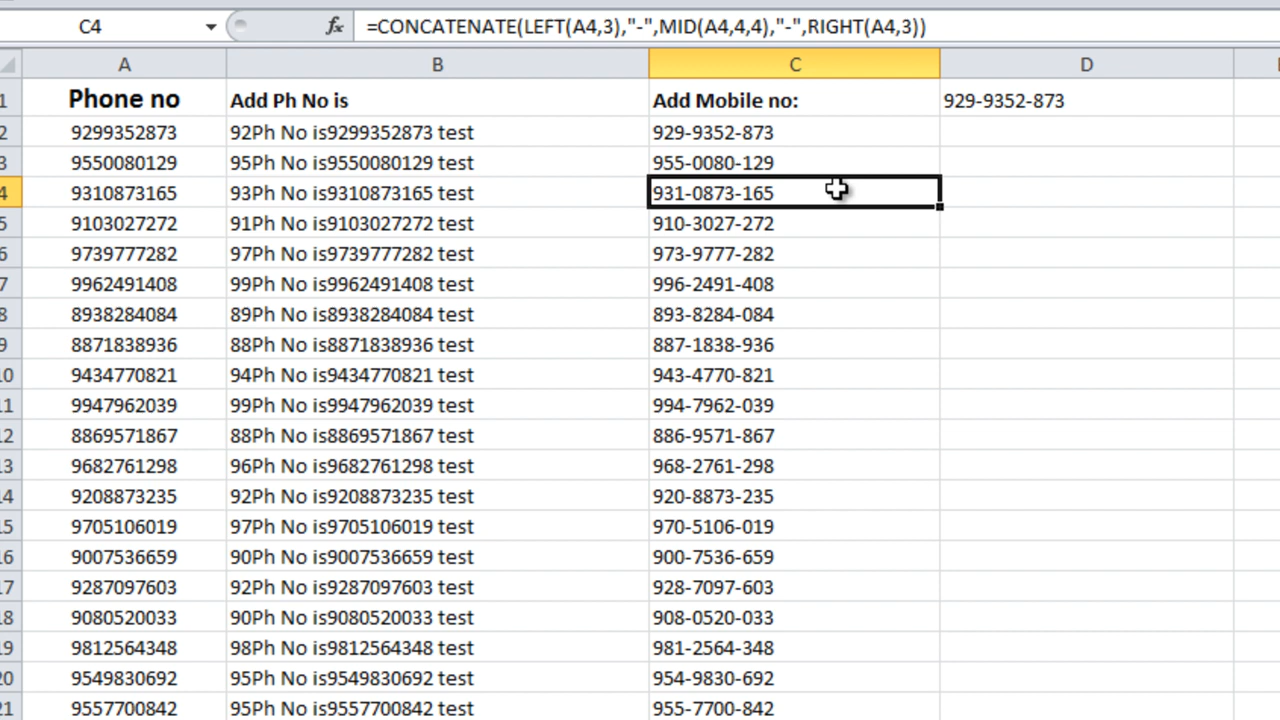 C4 fx =CONCATENATE(LEFT(A4,3),"-",MID(A4,4,4),"-",RIGHT(A4,3))
A B C D
1 Phone no Add Ph No is Add Mobile no: 929-9352-873
2 9299352873 92Ph No is9299352873 test 929-9352-873
3 9550080129 95Ph No is9550080129 test 955-0080-129
4 9310873165 93Ph No is9310873165 test 931-0873-165
5 9103027272 91Ph No is9103027272 test 910-3027-272
6 9739777282 97Ph No is9739777282 test 973-9777-282
7 9962491408 99Ph No is9962491408 test 996-2491-408
8 8938284084 89Ph No is8938284084 test 893-8284-084
9 8871838936 88Ph No is8871838936 test 887-1838-936
10 9434770821 94Ph No is9434770821 test 943-4770-821
11 9947962039 99Ph No is9947962039 test 994-7962-039
12 8869571867 88Ph No is8869571867 test 886-9571-867
13 9682761298 96Ph No is9682761298 test 968-2761-298
14 9208873235 92Ph No is9208873235 test 920-8873-235
15 9705106019 97Ph No is9705106019 test 970-5106-019
16 9007536659 90Ph No is9007536659 test 900-7536-659
17 9287097603 92Ph No is9287097603 test 928-7097-603
18 9080520033 90Ph No is9080520033 test 908-0520-033
19 9812564348 98Ph No is9812564348 test 981-2564-348
20 9549830692 95Ph No is9549830692 test 954-9830-692
21 9557700842 95Ph No is9557700842 test 955-7700-842